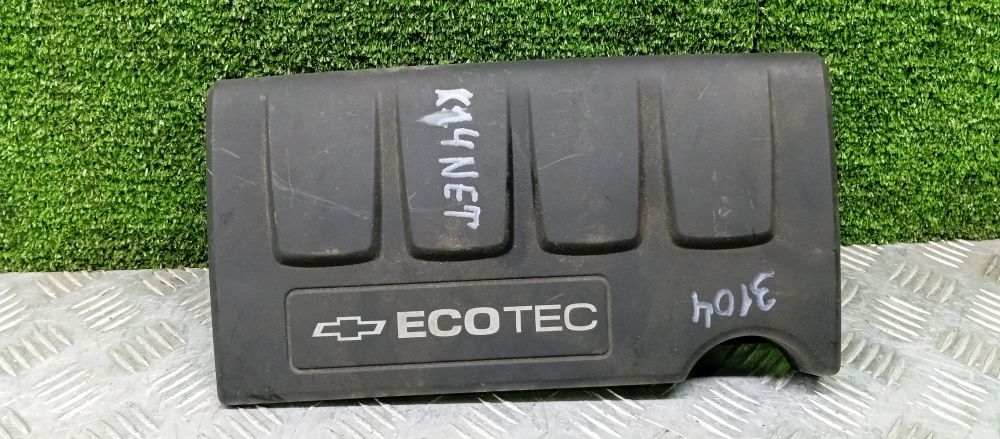 K14NET
ECOTEC
3104